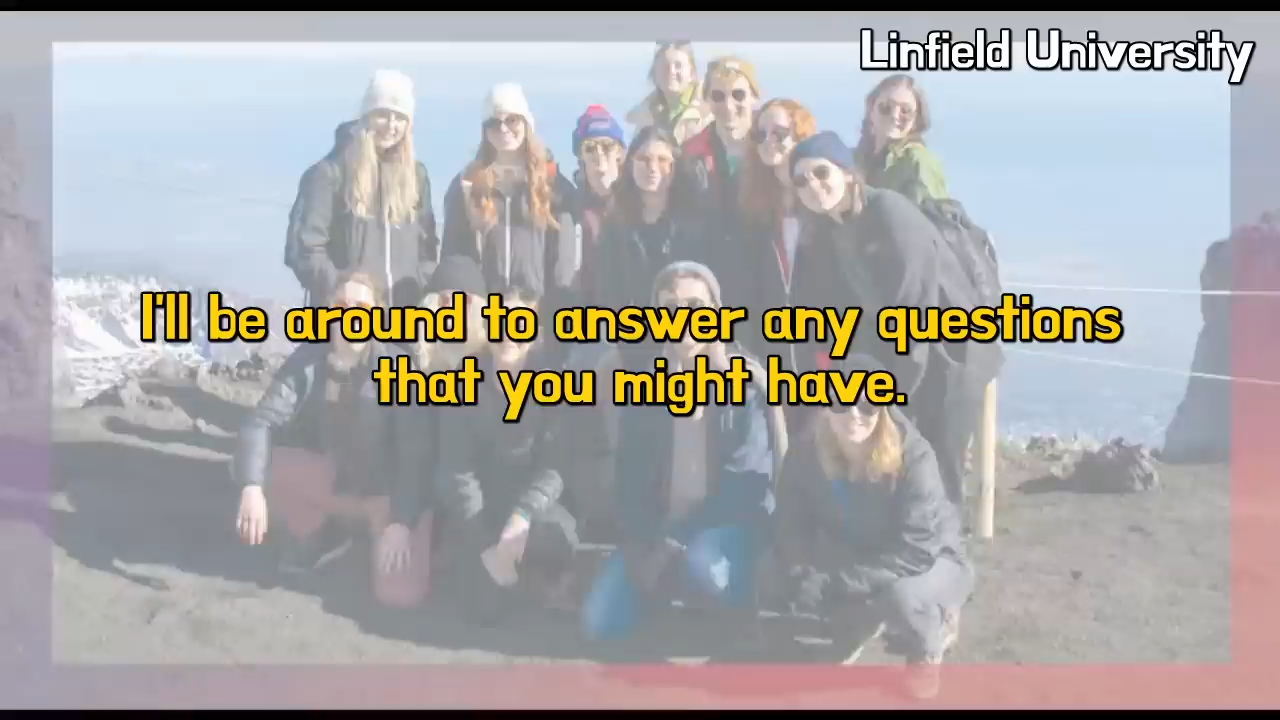 Linfield University
I'll be around to answer any questions
that you might have.